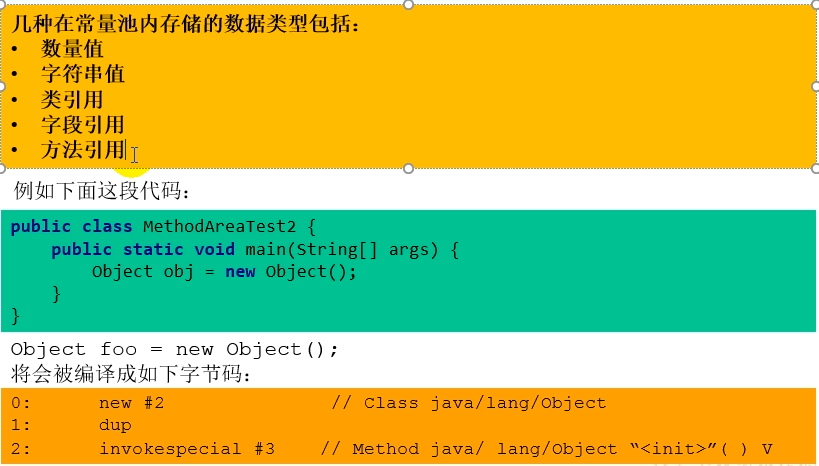 几种在常量池内存储的数据类型包括：
• 数量值
• 字符串值
• 类引用
• 字段引用
• 方法引用
例如下面这段代码：
public class MethodAreaTest2 {
    public static void main(String[] args) {
        Object obj = new Object();
    }
}
Object foo = new Object();
将会被编译成如下字节码：
0: new #2 // Class java/lang/Object
1: dup
2: invokespecial #3 // Method java/ lang/Object “<init>”( ) V